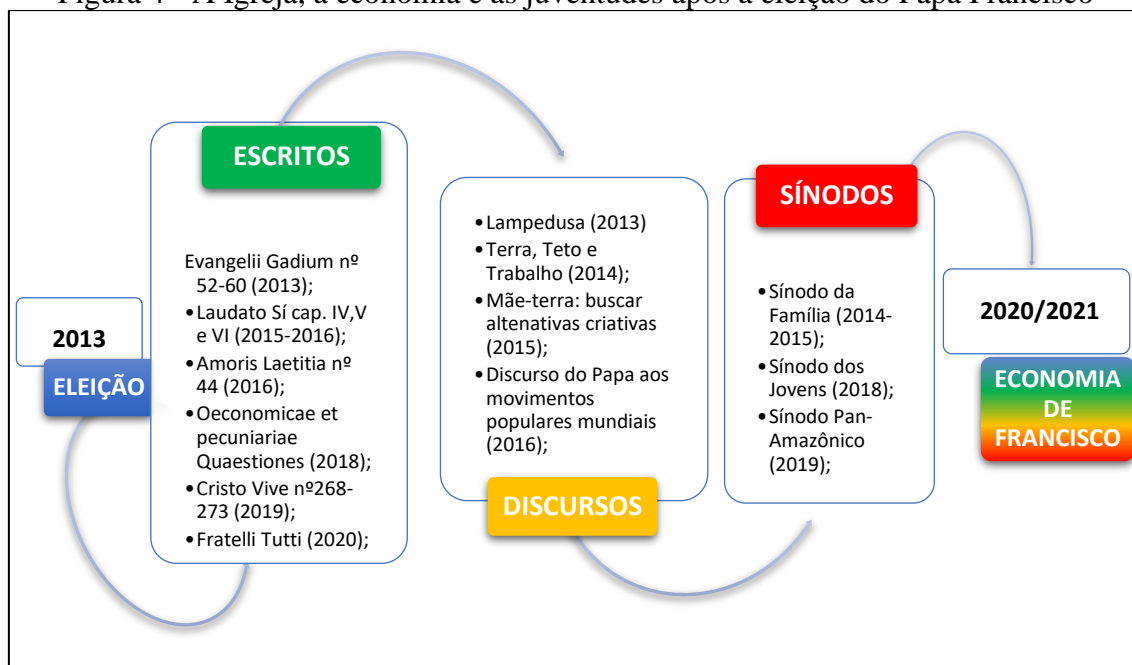 Figura 4 - A Igreja, a economia e as juventudes após a eleição do Papa Francisco
2013
ELEIÇÃO
ESCRITOS
Evangelii Gadium nº
52-60 (2013);
•Laudato Sí cap. IV,V
e VI (2015-2016);
•Amoris Laetitia nº
44 (2016);
•Oeconomicae et
pecuniariae
Quaestiones (2018);
•Cristo Vive nº268-
273 (2019);
•Fratelli Tutti (2020);
•Lampedusa (2013)
•Terra, Teto e
Trabalho (2014);
•Mãe-terra: buscar
altenativas criativas
(2015);
•Discurso do Papa aos
movimentos
populares mundiais
(2016);
DISCURSOS
SÍNODOS
•Sínodo da
Família (2014-
2015);
•Sínodo dos
Jovens (2018);
•Sínodo Pan-
Amazônico
(2019);
2020/2021
ECONOMIA
DE
FRANCISCO